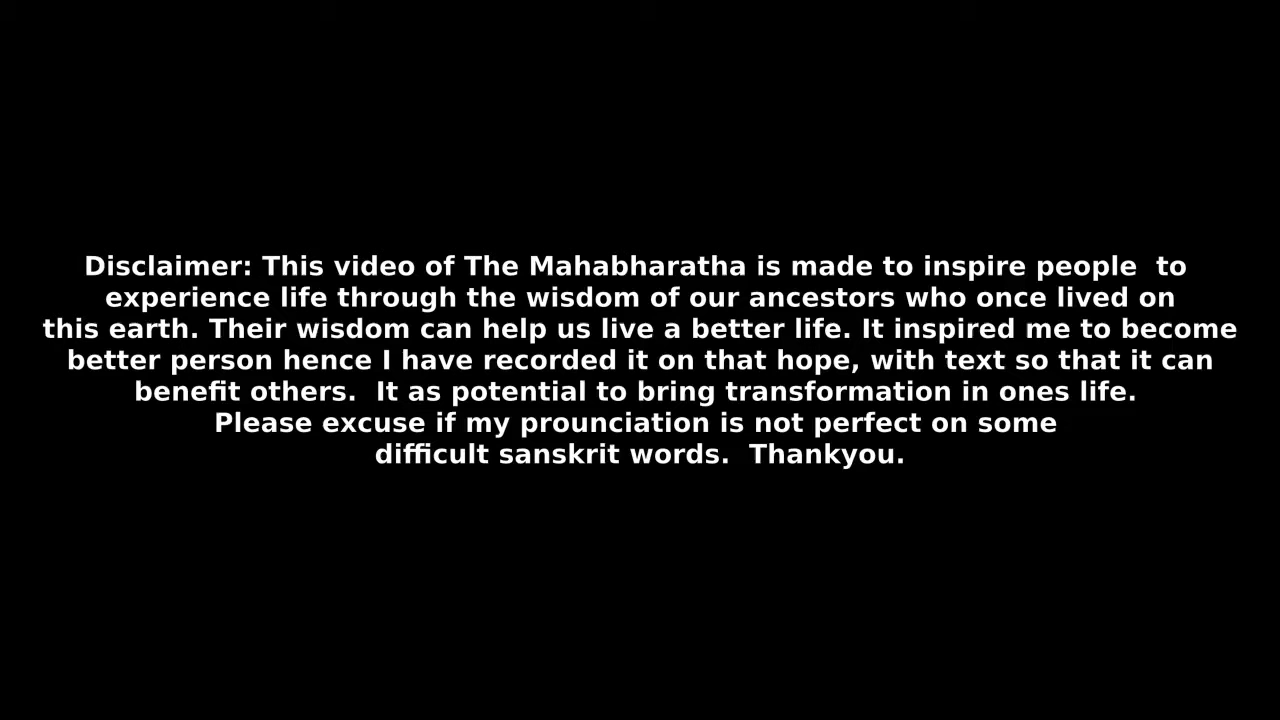 Disclaimer: This video of The Mahabharatha is made to inspire people  to
experience life through the wisdom of our ancestors who once lived on
this earth. Their wisdom can help us live a better life. It inspired me to become
better person hence I have recorded it on that hope, with text so that it can
benefit others.  It as potential to bring transformation in ones life.
Please excuse if my prounciation is not perfect on some
difficult sanskrit words.  Thankyou.